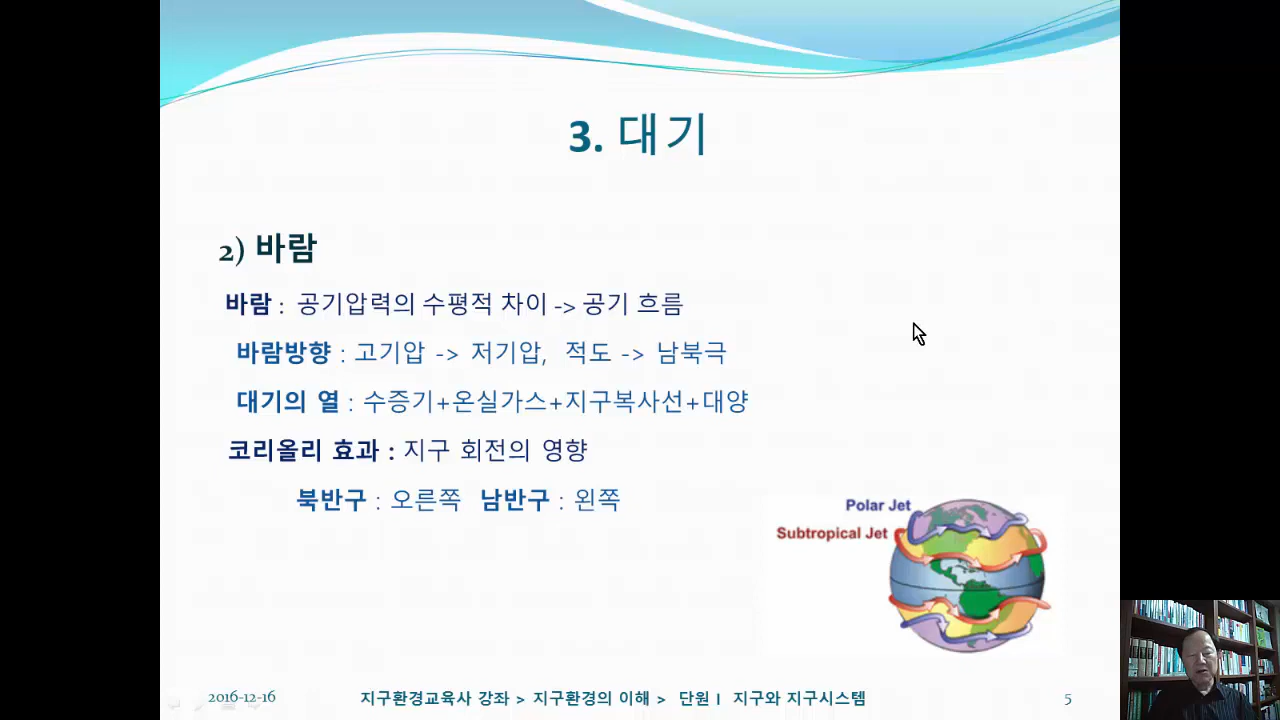 3. 대기
2) 바람
바람 : 공기압력의 수평적 차이 -> 공기 흐름
바람방향 : 고기압 -> 저기압, 적도 -> 남북극
대기의 열 : 수증기+온실가스+지구복사선+대양
코리올리 효과 : 지구 회전의 영향
북반구 : 오른쪽 남반구 : 왼쪽
Polar Jet
Subtropical Jet
2016-12-16
지구환경교육사 강좌 > 지구환경의 이해 > 단원 I 지구와 지구시스템
5